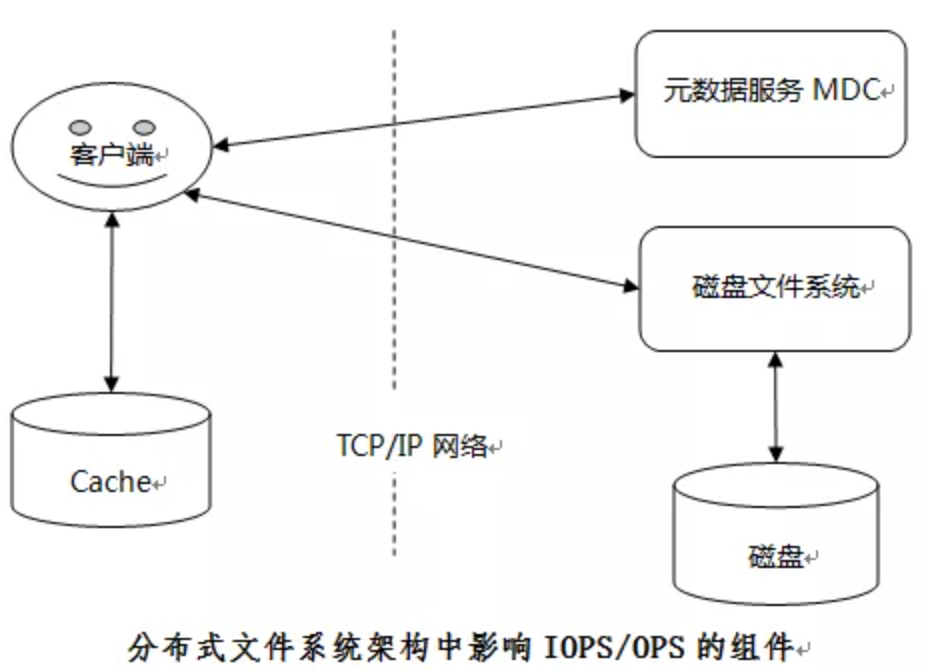 元数据服务 MDC
客户端
磁盘文件系统
TCP/IP 网络
Cache
磁盘
分布式文件系统架构中影响 IOPS/OPS 的组件